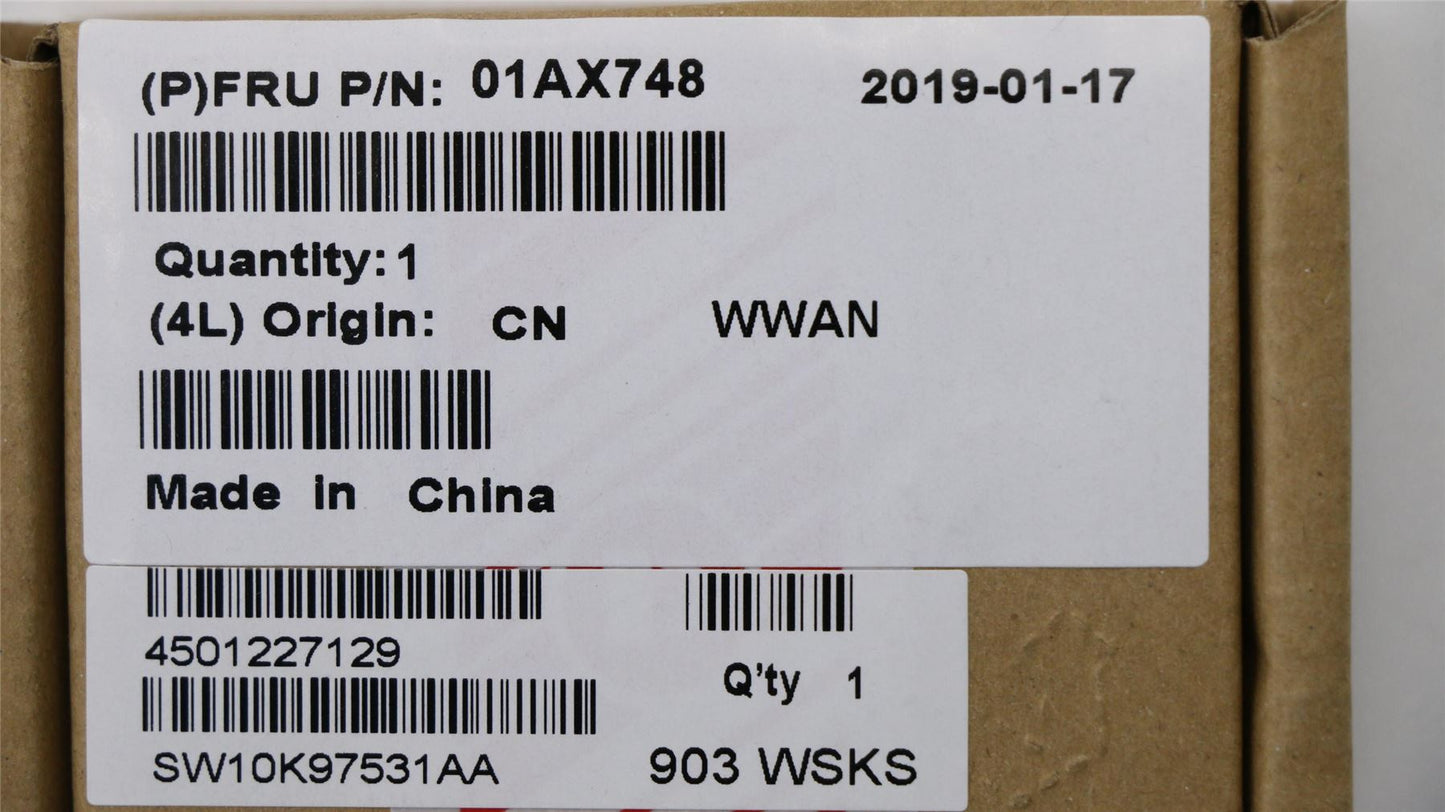 (P)FRU P/N: 01AX748 2019-01-17
Quantity: 1
(4L) Origin: CN WWAN
Made in China
4501227129
Q'ty 1
SW10K97531AA 903 WSKS